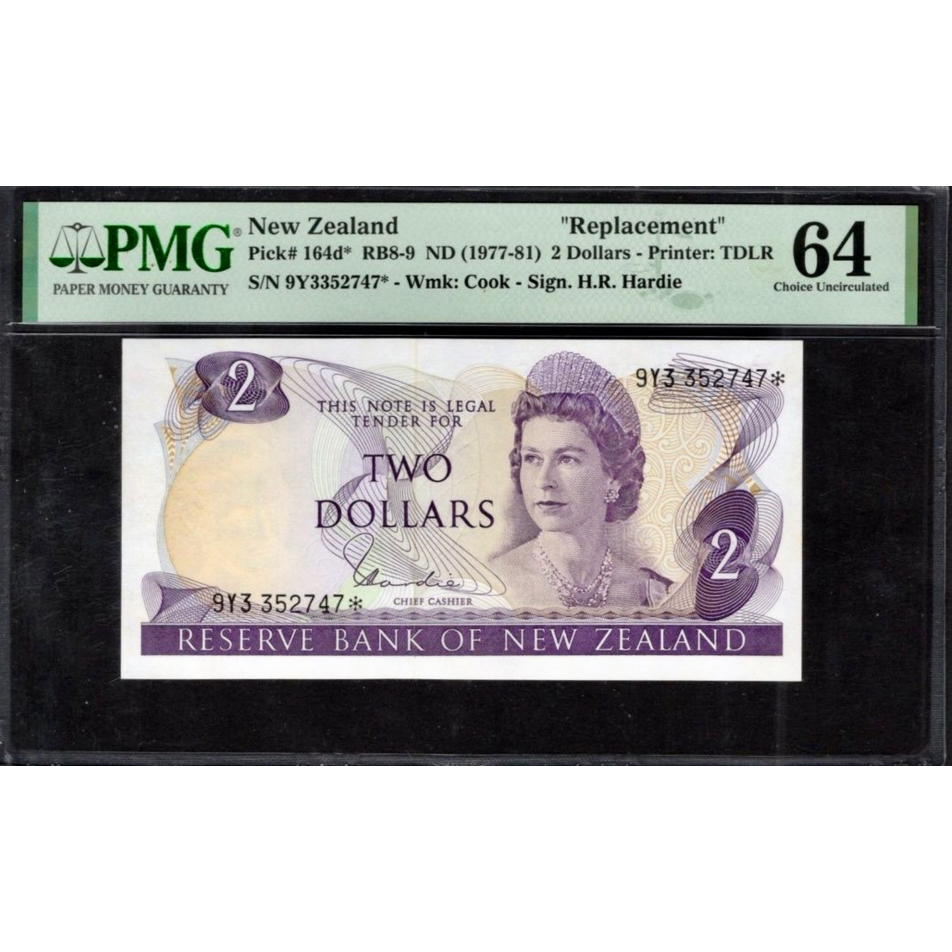 PMG®
PAPER MONEY GUARANTY
New Zealand "Replacement"
Pick# 164d* RB8-9 ND (1977-81) 2 Dollars - Printer: TDLR
S/N 9Y3352747* - Wmk: Cook - Sign. H.R. Hardie
64
Choice Uncirculated
2
9Y3 352747*
THIS NOTE IS LEGAL
TENDER FOR
TWO
DOLLARS
2
Hardie
CHIEF CASHIER
9Y3 352747*
RESERVE BANK OF NEW ZEALAND